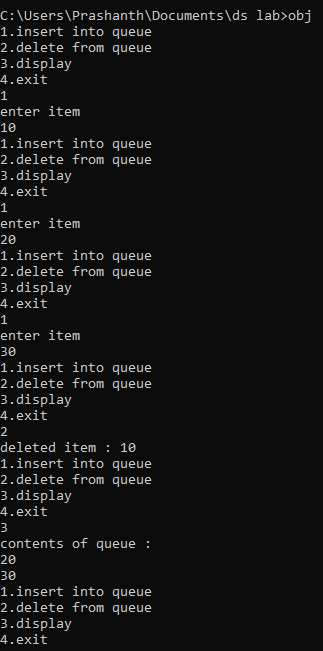 C:\Users\Prashanth\Documents\ds lab>obj
1.insert into queue
2.delete from queue
3.display
4.exit
1
enter item
10
1.insert into queue
2.delete from queue
3.display
4.exit
1
enter item
20
1.insert into queue
2.delete from queue
3.display
4.exit
1
enter item
30
1.insert into queue
2.delete from queue
3.display
4.exit
2
deleted item : 10
1.insert into queue
2.delete from queue
3.display
4.exit
3
contents of queue :
20
30
1.insert into queue
2.delete from queue
3.display
4.exit